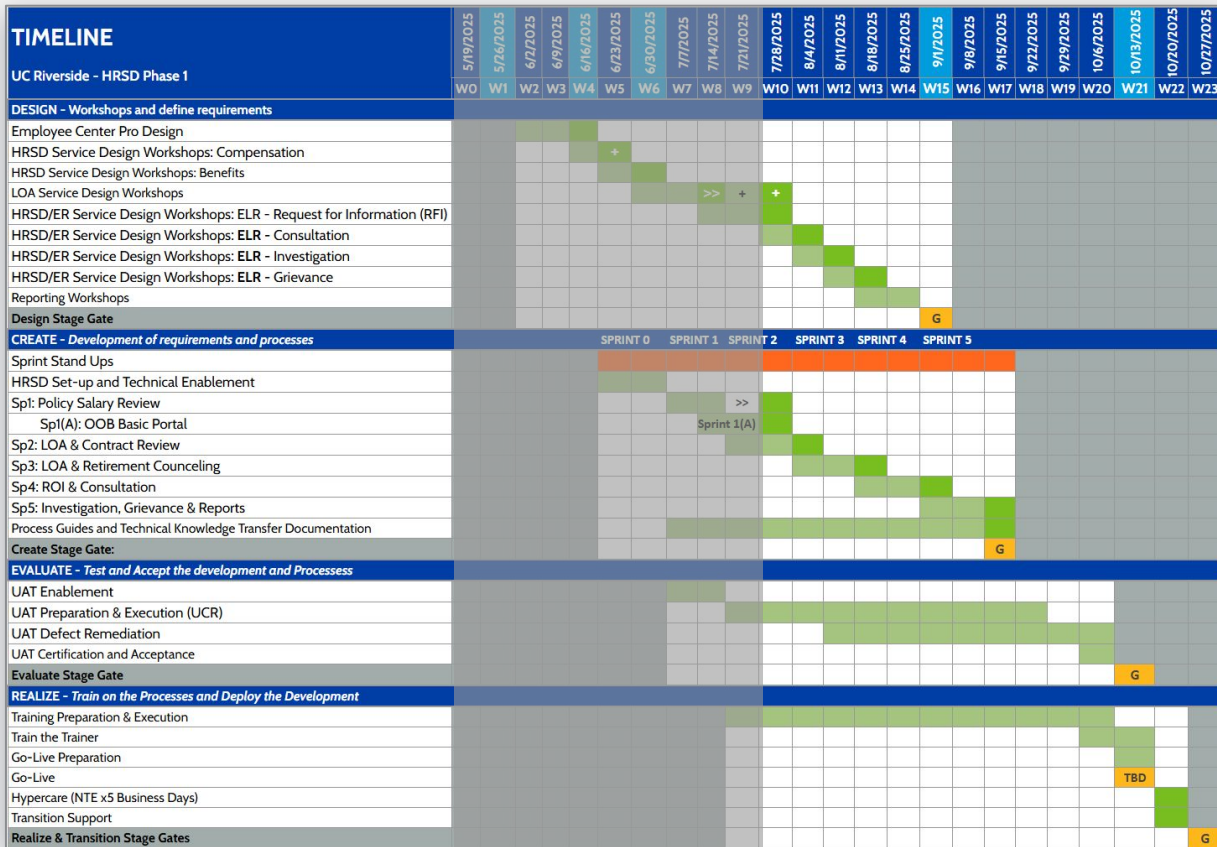 TIMELINE
UC Riverside - HRSD Phase 1
5/19/2025 5/26/2025 6/2/2025 6/9/2025 6/16/2025 6/23/2025 6/30/2025 7/7/2025 7/14/2025 7/21/2025 7/28/2025 8/4/2025 8/11/2025 8/18/2025 8/25/2025 9/1/2025 9/8/2025 9/15/2025 9/22/2025 9/29/2025 10/6/2025 10/13/2025 10/20/2025 10/27/2025
W0 W1 W2 W3 W4 W5 W6 W7 W8 W9 W10 W11 W12 W13 W14 W15 W16 W17 W18 W19 W20 W21 W22 W23
DESIGN - Workshops and define requirements
Employee Center Pro Design
HRSD Service Design Workshops: Compensation +
HRSD Service Design Workshops: Benefits
LOA Service Design Workshops >> + +
HRSD/ER Service Design Workshops: ELR - Request for Information (RFI)
HRSD/ER Service Design Workshops: ELR - Consultation
HRSD/ER Service Design Workshops: ELR - Investigation
HRSD/ER Service Design Workshops: ELR - Grievance
Reporting Workshops
Design Stage Gate G
CREATE - Development of requirements and processes SPRINT 0 SPRINT 1 SPRINT 2 SPRINT 3 SPRINT 4 SPRINT 5
Sprint Stand Ups
HRSD Set-up and Technical Enablement
Sp1: Policy Salary Review >>
Sp1(A): OOB Basic Portal Sprint 1(A)
Sp2: LOA & Contract Review
Sp3: LOA & Retirement Counceling
Sp4: ROI & Consultation
Sp5: Investigation, Grievance & Reports
Process Guides and Technical Knowledge Transfer Documentation
Create Stage Gate: G
EVALUATE - Test and Accept the development and Processess
UAT Enablement
UAT Preparation & Execution (UCR)
UAT Defect Remediation
UAT Certification and Acceptance
Evaluate Stage Gate G
REALIZE - Train on the Processes and Deploy the Development
Training Preparation & Execution
Train the Trainer
Go-Live Preparation
Go-Live TBD
Hypercare (NTE x5 Business Days)
Transition Support
Realize & Transition Stage Gates G